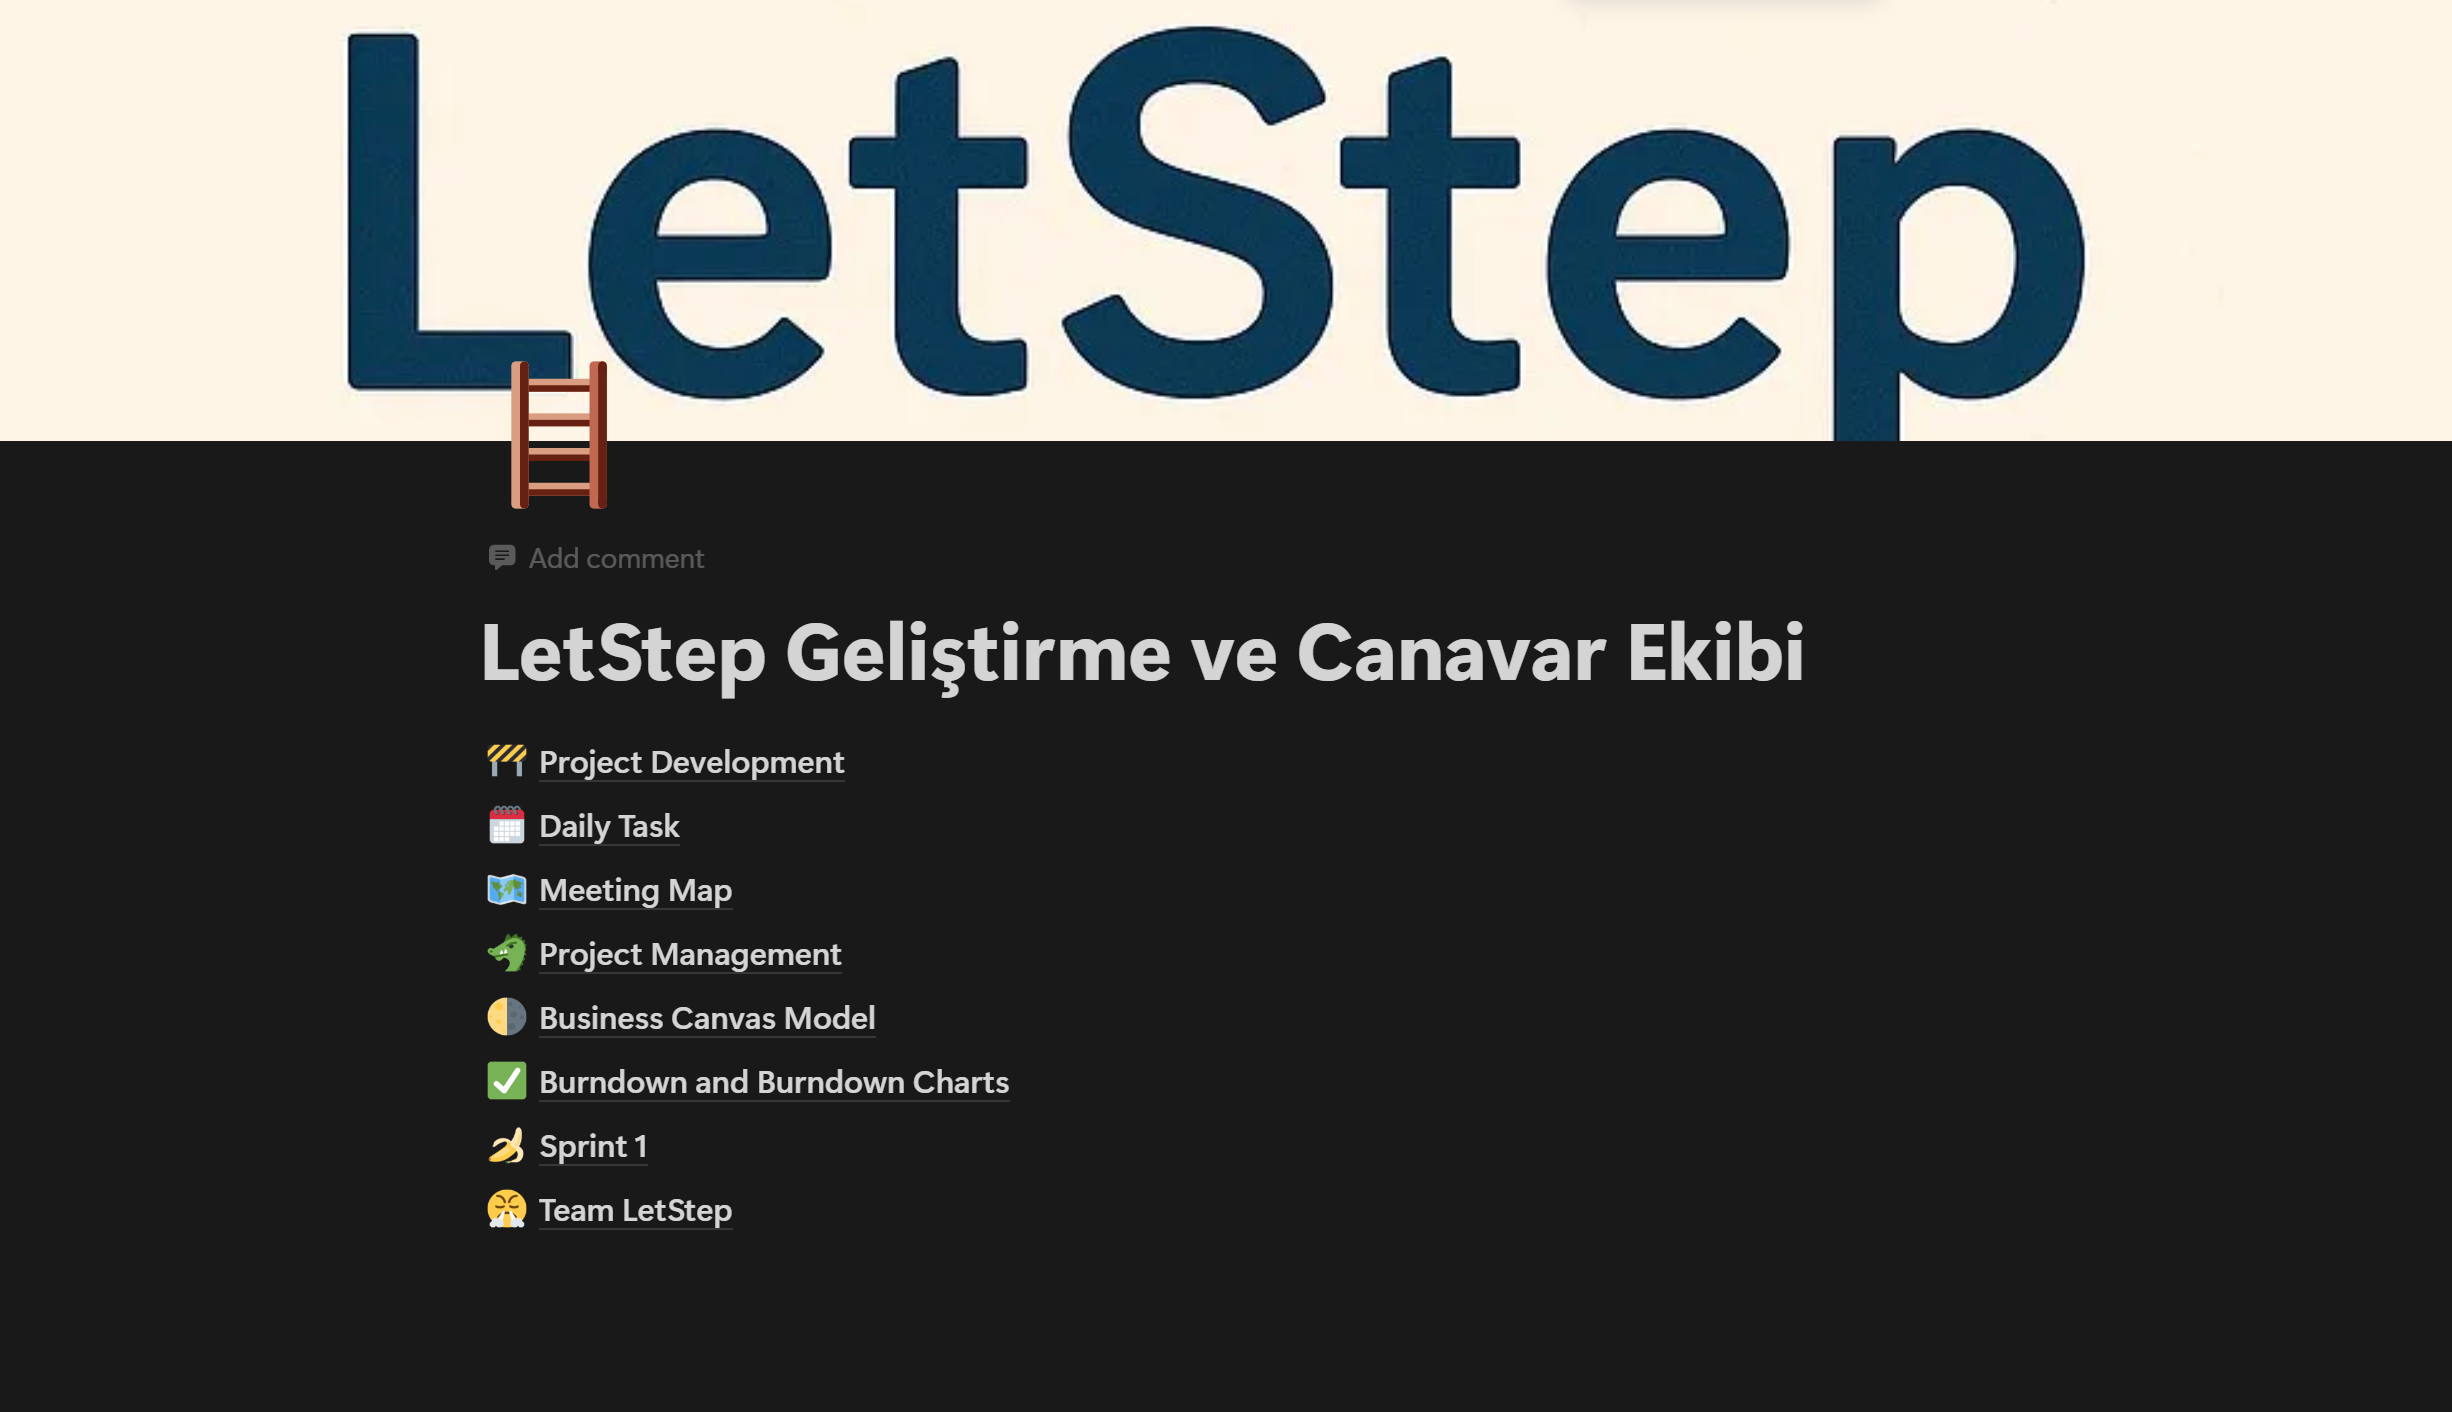 LetStep
Add comment
LetStep Geliştirme ve Canavar Ekibi
Project Development
Daily Task
Meeting Map
Project Management
Business Canvas Model
Burndown and Burndown Charts
Sprint 1
Team LetStep